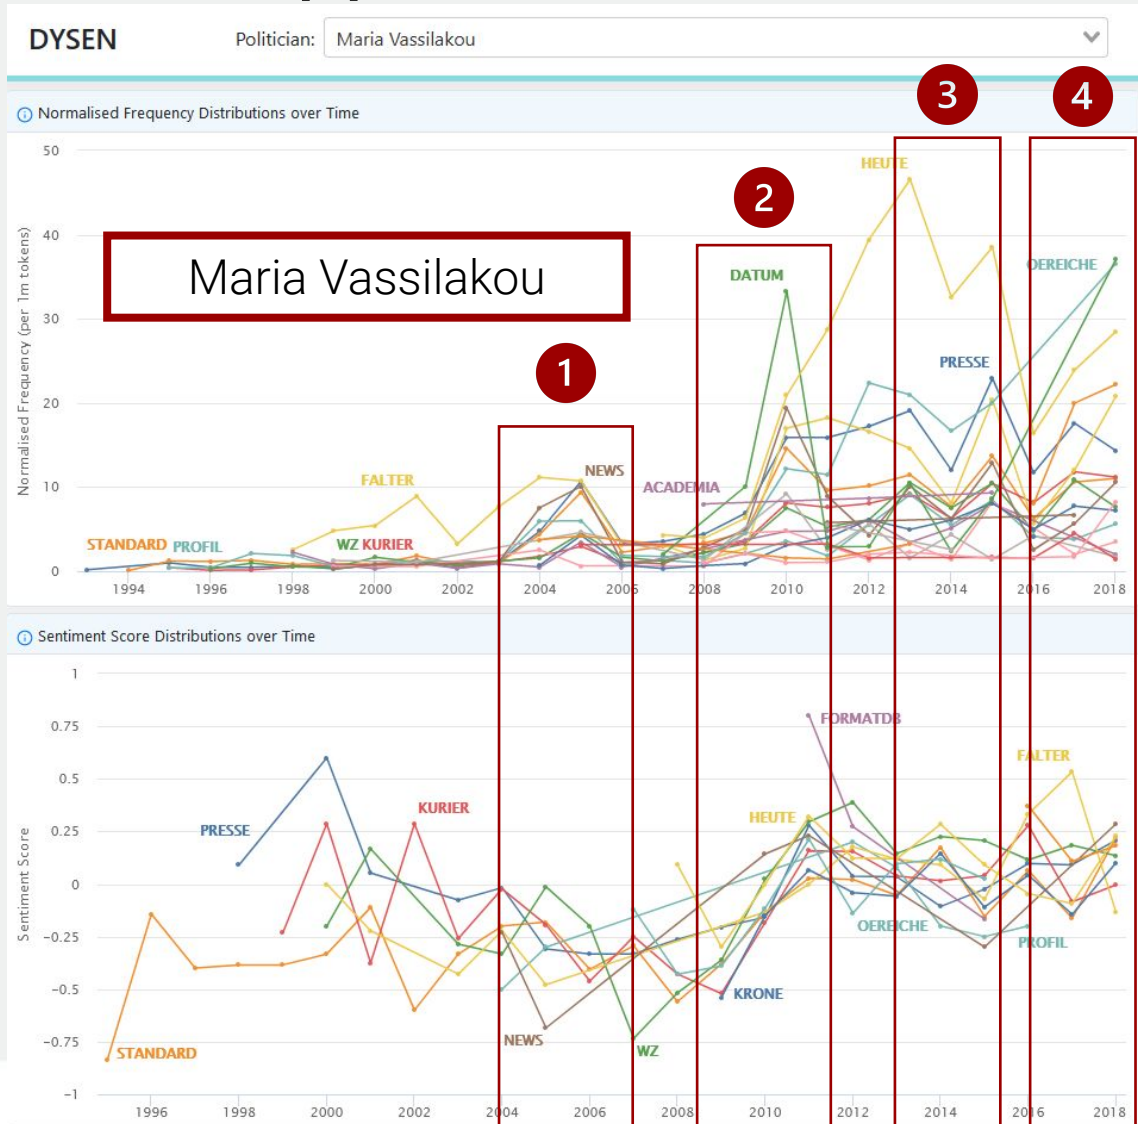 DYSEN
Politician: Maria Vassilakou
Normalised Frequency Distributions over Time
3
4
50
HEUTE
2
40
Maria Vassilakou
DATUM
OEREICHE
30
1
PRESSE
20
NEWS
FALTER
ACADEMIA
10
STANDARD PROFIL WZ KURIER
0
Normalised Frequency (per 1m tokens)
1994 1996 1998 2000 2002 2004 2006 2008 2010 2012 2014 2016 2018
Sentiment Score Distributions over Time
1
0.75
FORMATDB
FALTER
0.5
KURIER
HEUTE
PRESSE
0.25
0
OEREICHE
−0.25
PROFIL
−0.5
KRONE
NEWS
WZ
−0.75
STANDARD
−1
Sentiment Score
1996 1998 2000 2002 2004 2006 2008 2010 2012 2014 2016 2018